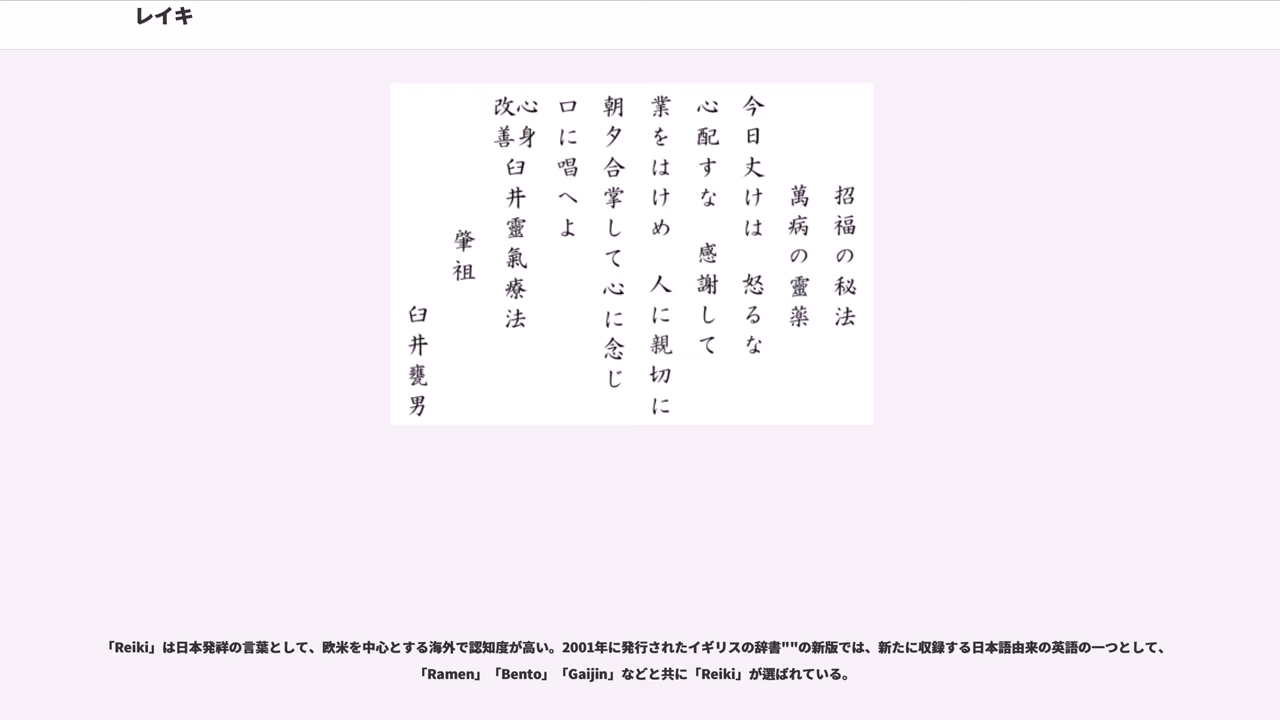 レイキ
招福の秘法
萬病の靈薬
今日丈けは　怒るな
心配すな　感謝して
業をはけめ　人に親切に
朝夕合掌して心に念じ
口に唱へよ
心身改善臼井靈氣療法
肇祖
臼井甕男
「Reiki」は日本発祥の言葉として、欧米を中心とする海外で認知度が高い。2001年に発行されたイギリスの辞書""の新版では、新たに収録する日本語由来の英語の一つとして、
「Ramen」「Bento」「Gaijin」などと共に「Reiki」が選ばれている。